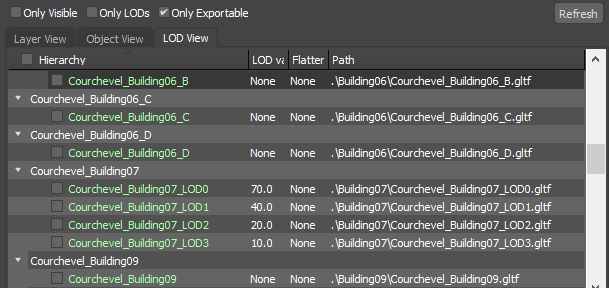 Only Visible Only LODs Only Exportable Refresh
Layer View Object View LOD View
Hierarchy LOD va Flatter Path
Courchevel_Building06_B None None .\Building06\Courchevel_Building06_B.gltf
Courchevel_Building06_C
Courchevel_Building06_C None None .\Building06\Courchevel_Building06_C.gltf
Courchevel_Building06_D
Courchevel_Building06_D None None .\Building06\Courchevel_Building06_D.gltf
Courchevel_Building07
Courchevel_Building07_LOD0 70.0 None .\Building07\Courchevel_Building07_LOD0.gltf
Courchevel_Building07_LOD1 40.0 None .\Building07\Courchevel_Building07_LOD1.gltf
Courchevel_Building07_LOD2 20.0 None .\Building07\Courchevel_Building07_LOD2.gltf
Courchevel_Building07_LOD3 10.0 None .\Building07\Courchevel_Building07_LOD3.gltf
Courchevel_Building09
Courchevel_Building09 None None .\Building09\Courchevel_Building09.gltf